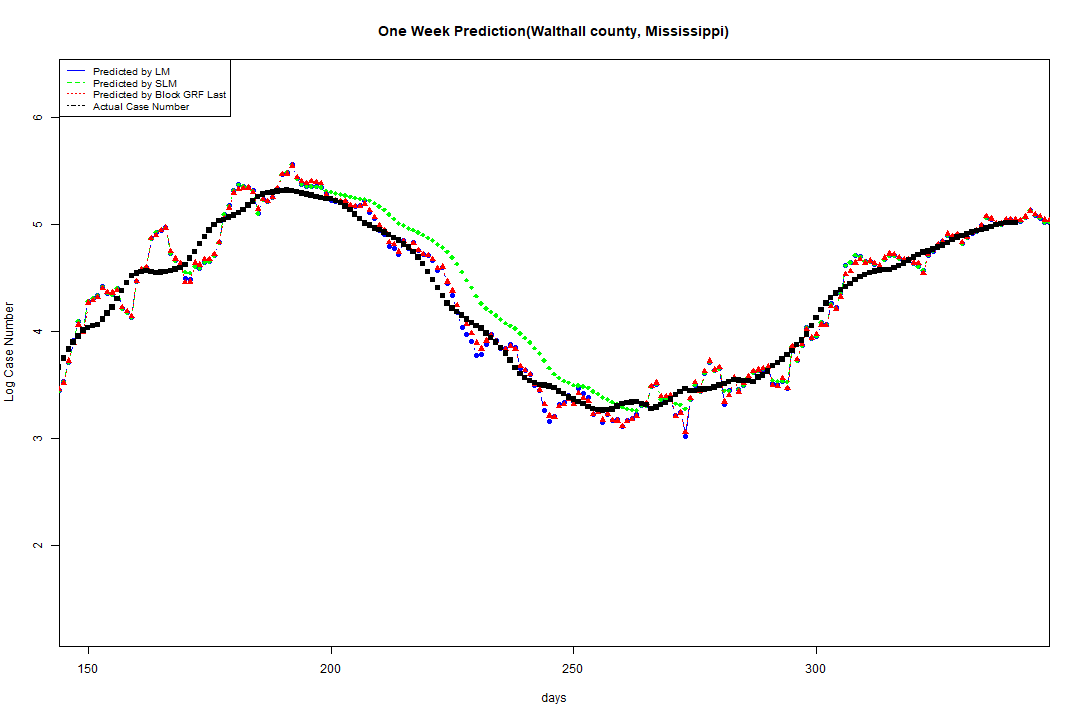 One Week Prediction(Walthall county, Mississippi)
Predicted by LM
Predicted by SLM
Predicted by Block GRF Last
Actual Case Number
6
5
4
3
2
Log Case Number
150 200 250 300
days